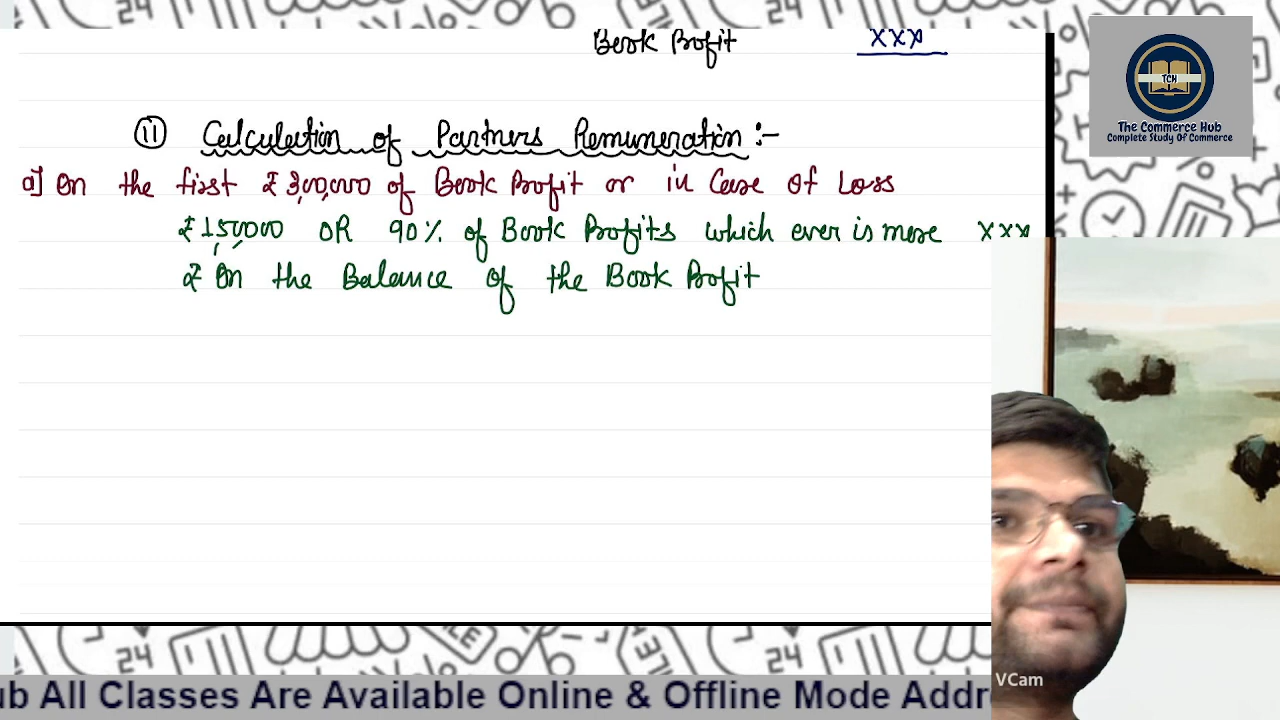 Book Profit XXX
(ii) Calculation of Partners Remuneration :-
a] On the first ₹ 3,00,000 of Book Profit or in Case Of Loss
₹ 1,50,000 OR 90% of Book Profits which ever is more XXX
₹ On the Balance of the Book Profit
TCH
The Commerce Hub
Complete Study Of Commerce
VCam
ub All Classes Are Available Online & Offline Mode Addr